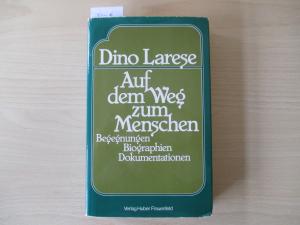 Dino Larese
Auf
dem Weg
zum
Menschen
Begegnungen
Biographien
Dokumentationen
Verlag Huber Frauenfeld